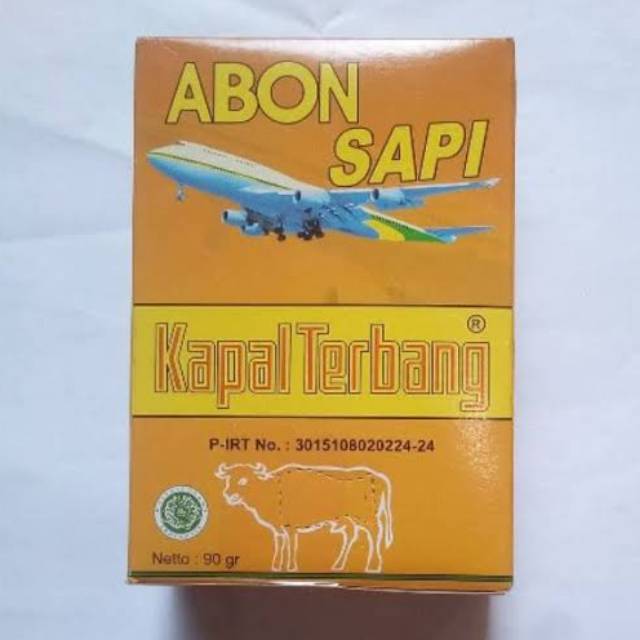 ABON
SAPI
Kapal Terbang ®
P-IRT No. : 3015108020224-24
Netto : 90 gr